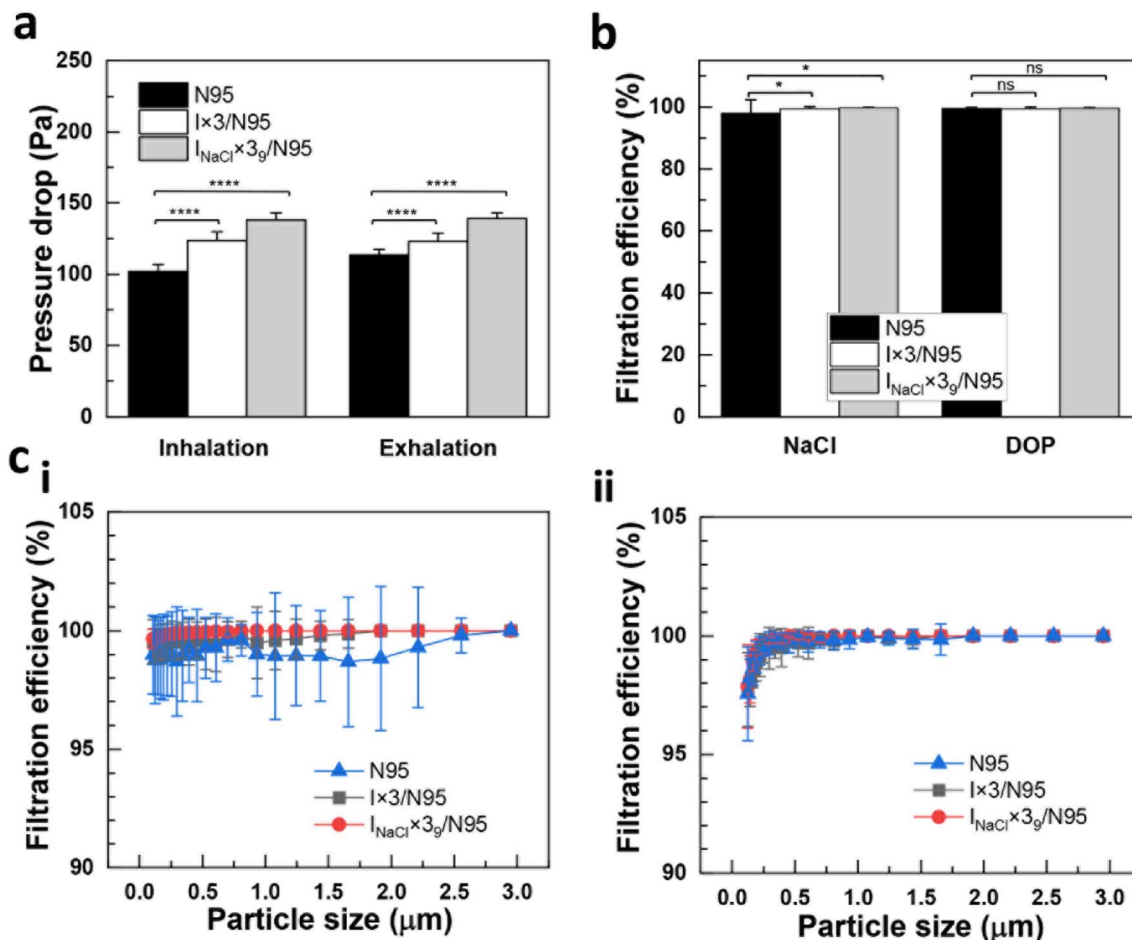 a
250
200
150
100
50
0
Pressure drop (Pa)
N95
I×3/N95
I_NaCl×3_9/N95
****
****
****
****
Inhalation
Exhalation
b
100
80
60
40
20
0
Filtration efficiency (%)
*
*
ns
ns
N95
I×3/N95
I_NaCl×3_9/N95
NaCl
DOP
c
i
105
100
95
90
Filtration efficiency (%)
N95
I×3/N95
I_NaCl×3_9/N95
0.0 0.5 1.0 1.5 2.0 2.5 3.0
Particle size (μm)
ii
105
100
95
90
Filtration efficiency (%)
N95
I×3/N95
I_NaCl×3_9/N95
0.0 0.5 1.0 1.5 2.0 2.5 3.0
Particle size (μm)